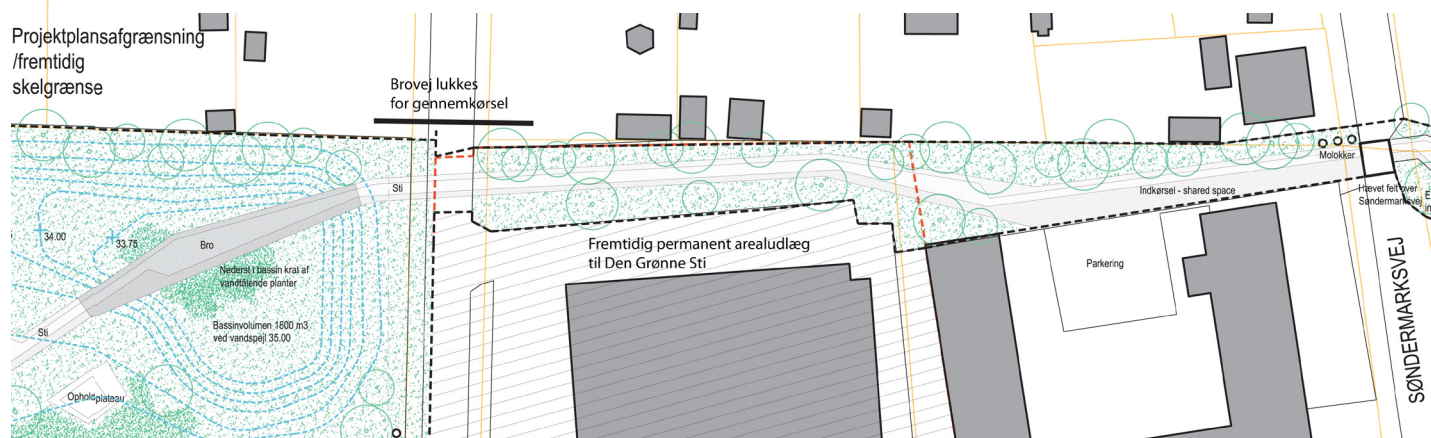 Projektplansafgrænsning
/fremtidig
skelgrænse
Brovej lukkes
for gennemkørsel
Molokker
Sti
Indkørsel - shared space
Hævet felt over
Søndermarksvej
34.00
33.75
Bro
Fremtidig permanent arealudlæg
til Den Grønne Sti
Parkering
Nederst i bassin krat af
vandtålende planter
Bassinvolumen 1800 m3
ved vandspejl 35.00
Sti
Opholdplateau
SØNDERMARKSVEJ